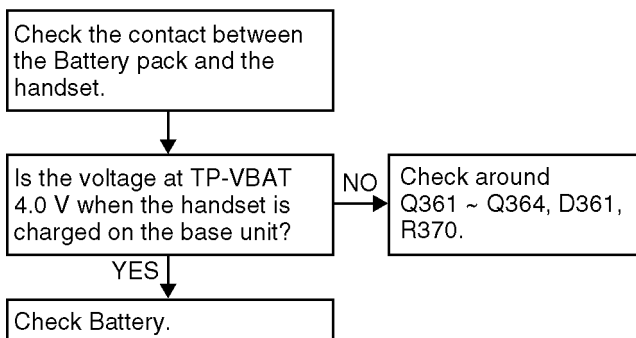 Check the contact between
the Battery pack and the
handset.
Is the voltage at TP-VBAT
4.0 V when the handset is
charged on the base unit?
NO
Check around
Q361 ~ Q364, D361,
R370.
YES
Check Battery.